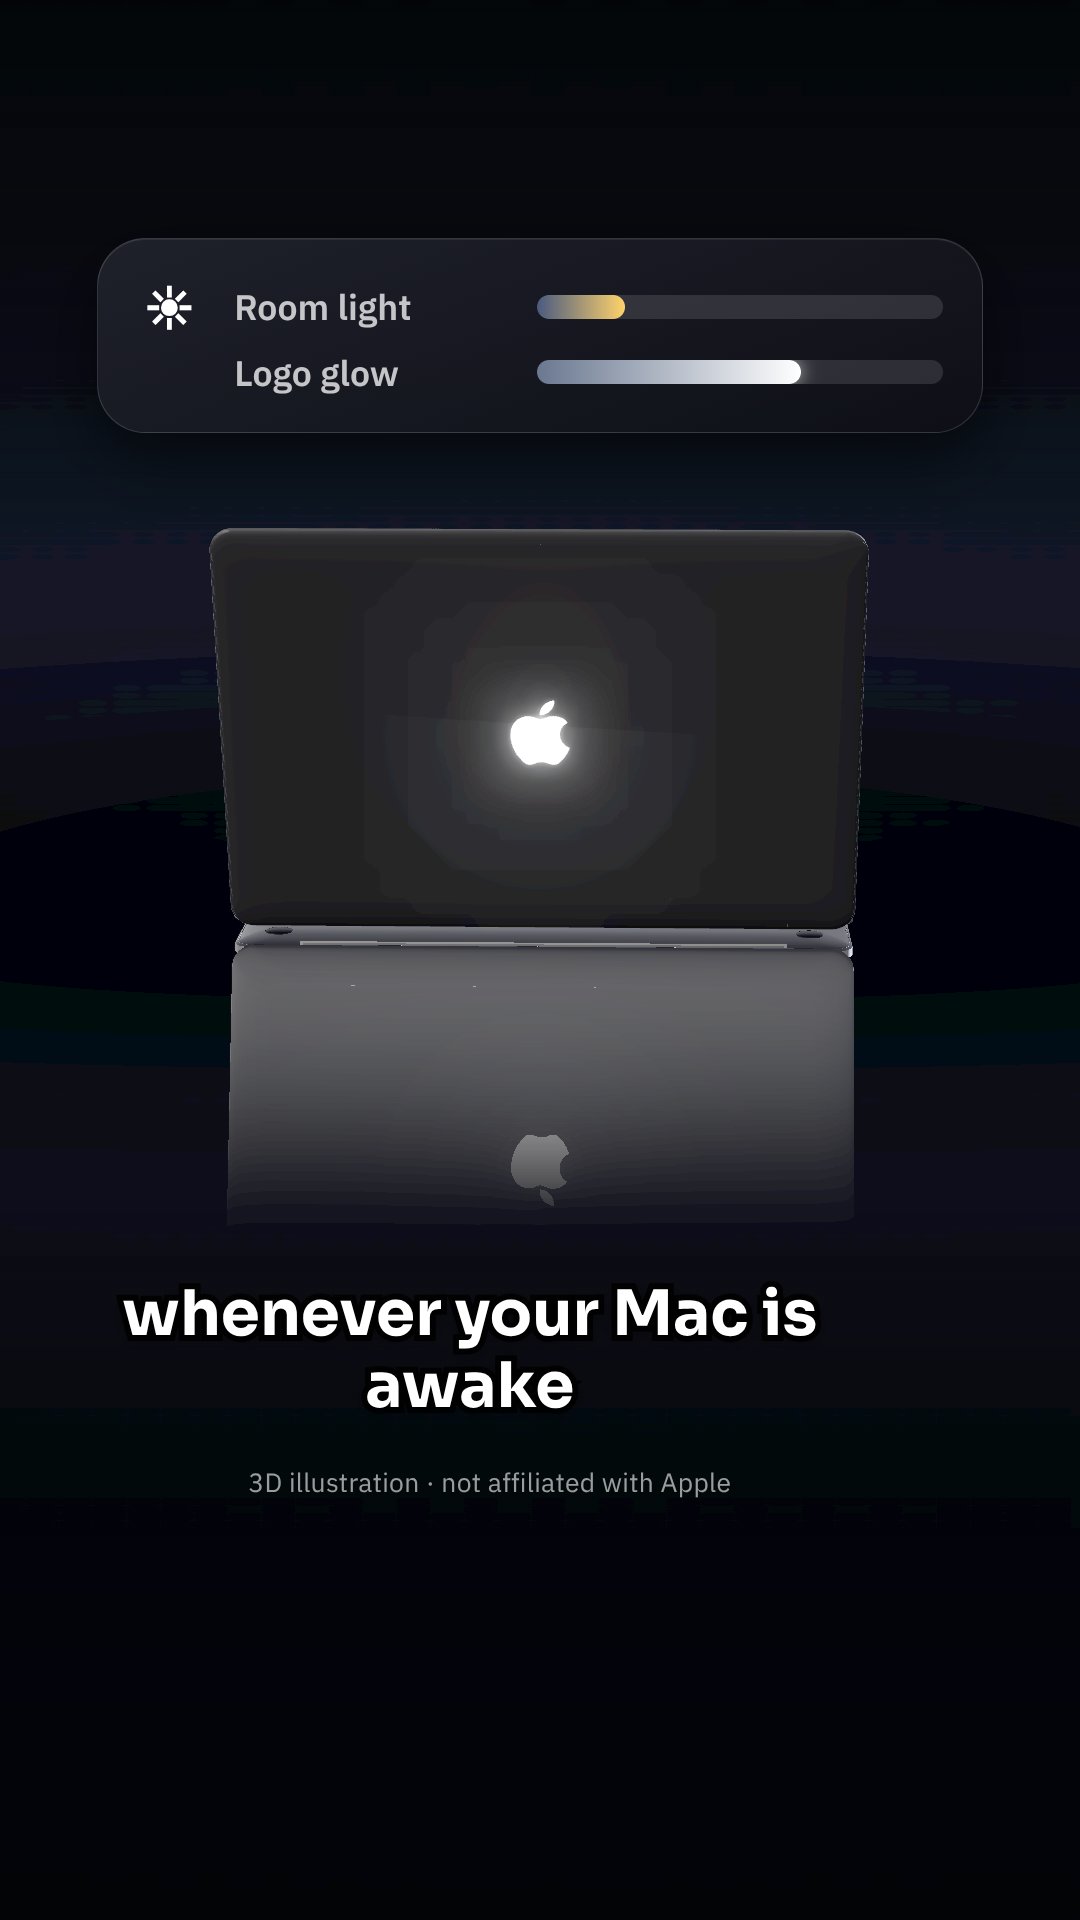 Room light
Logo glow
whenever your Mac is
awake
3D illustration · not affiliated with Apple